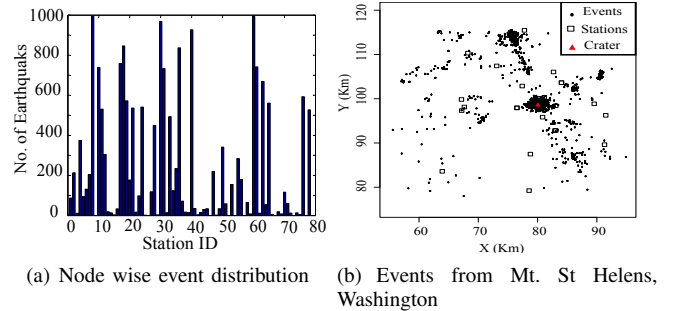 1000
800
600
400
200
0
0 10 20 30 40 50 60 70 80
No. of Earthquakes
Station ID
(a) Node wise event distribution
120
110
100
90
80
60 70 80 90
Y (Km)
X (Km)
Events
Stations
Crater
(b) Events from Mt. St Helens,
Washington